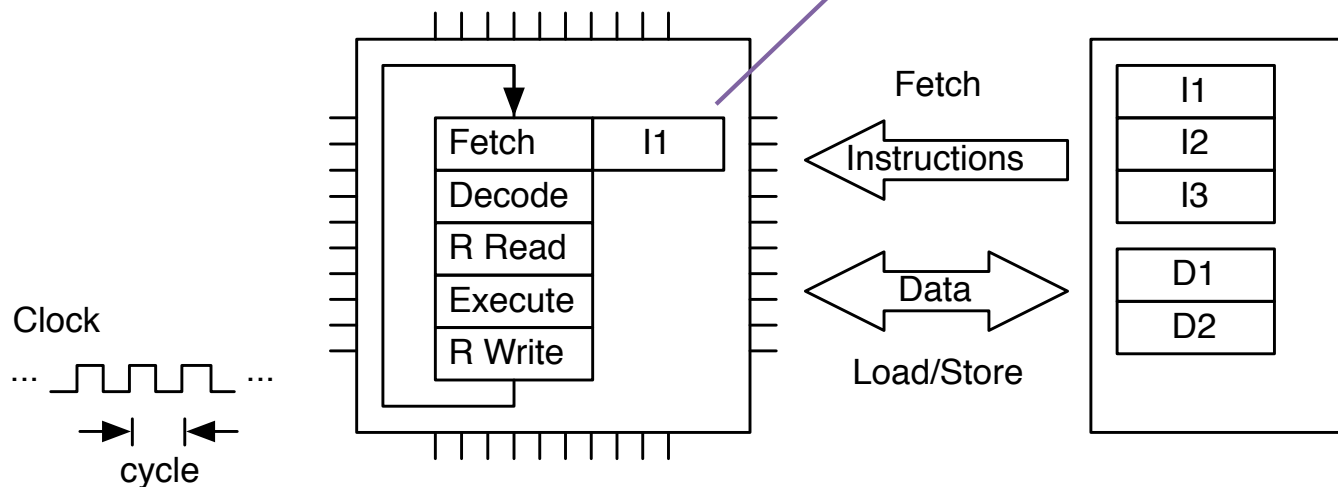 Fetch
I1
Decode
R Read
Execute
R Write
Clock
... ...
cycle
Fetch
Instructions
Data
Load/Store
I1
I2
I3
D1
D2